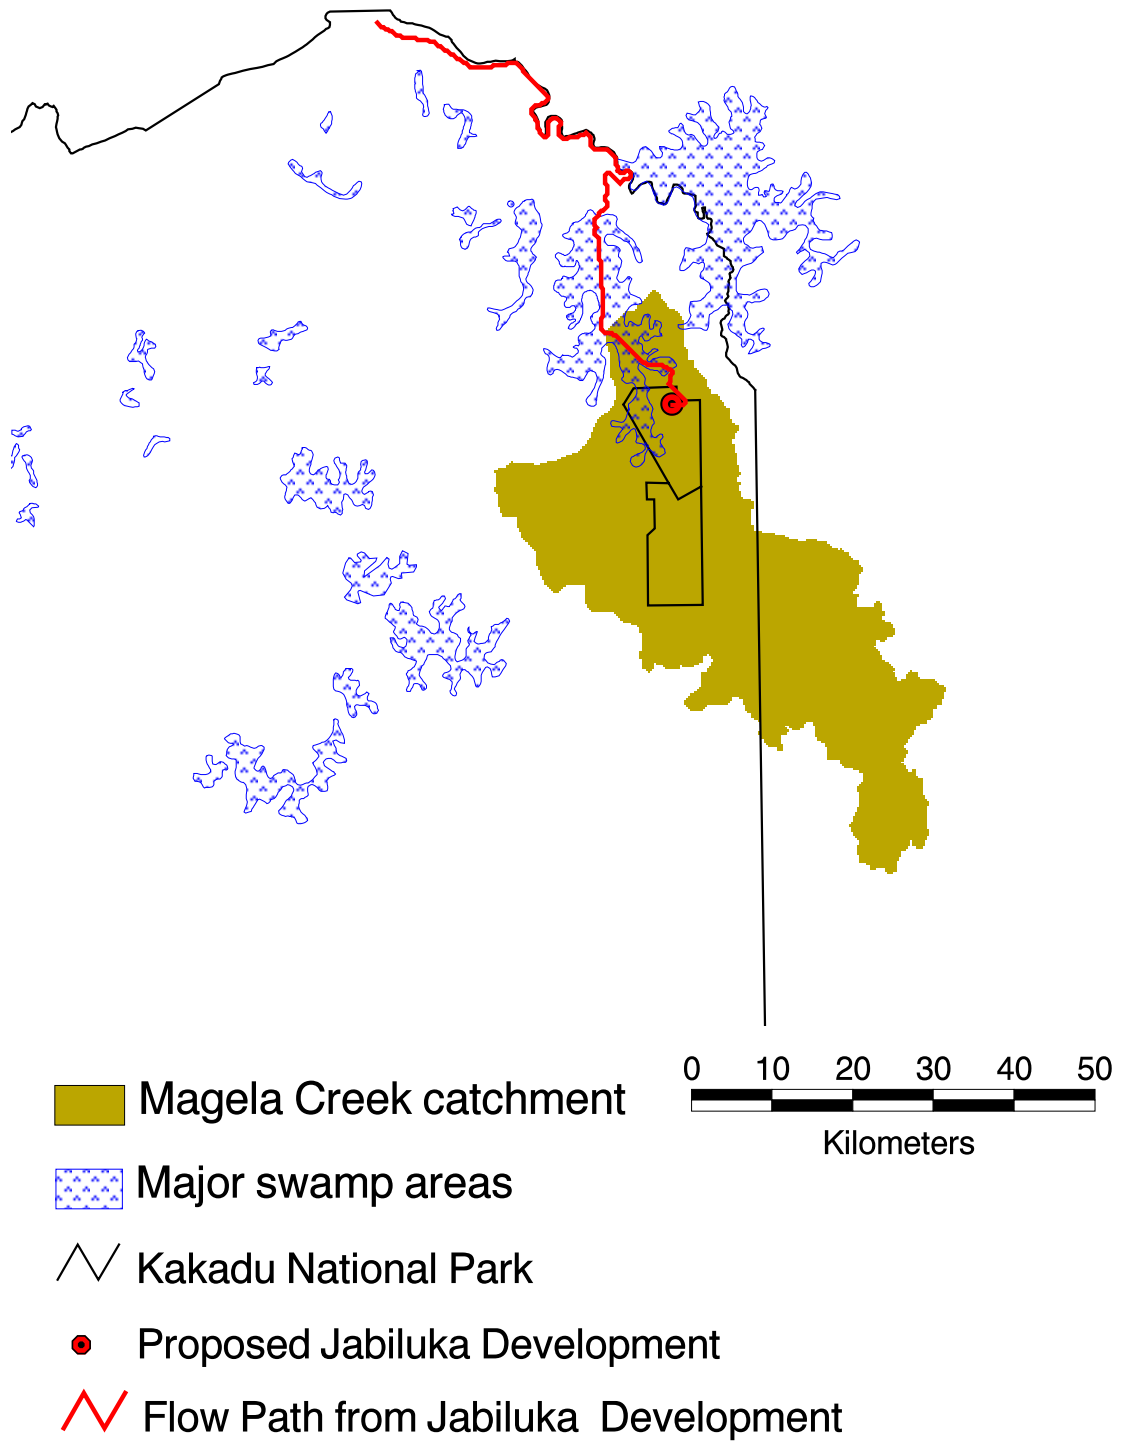 0 10 20 30 40 50
Kilometers
Magela Creek catchment
Major swamp areas
Kakadu National Park
Proposed Jabiluka Development
Flow Path from Jabiluka Development